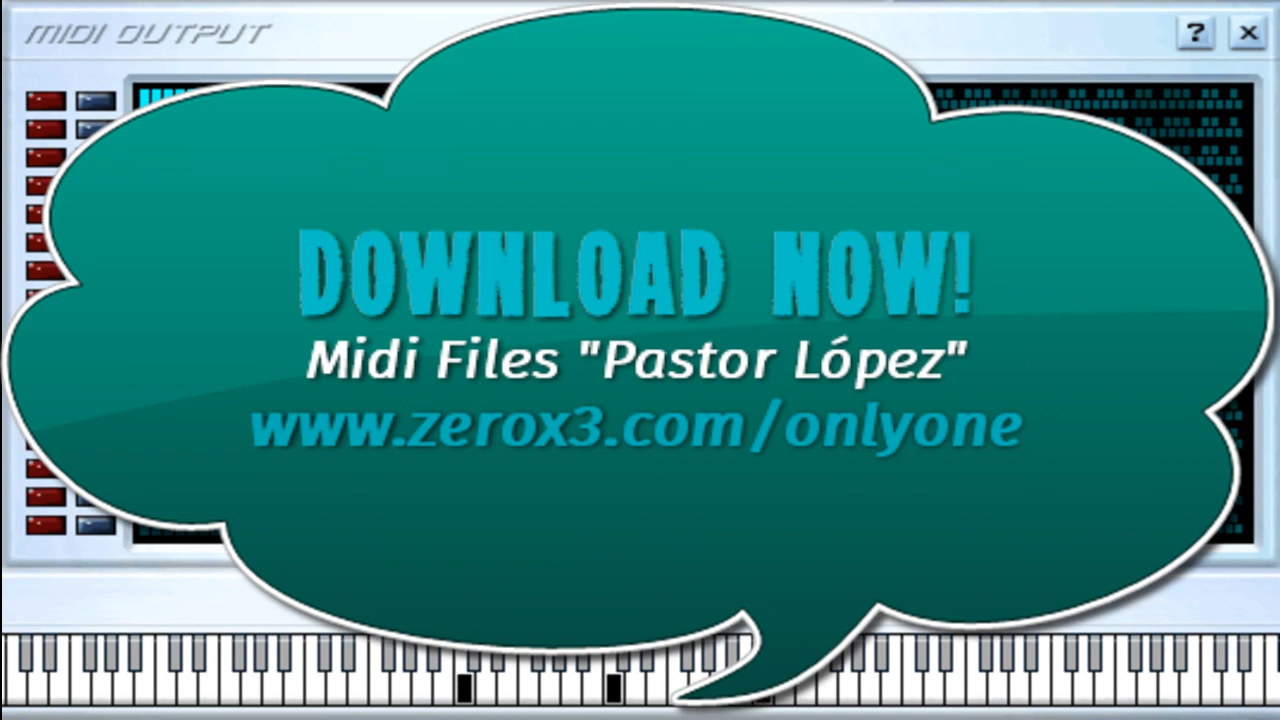 MIDI OUTPUT
? ×
DOWNLOAD NOW!
Midi Files "Pastor López"
www.zerox3.com/onlyone